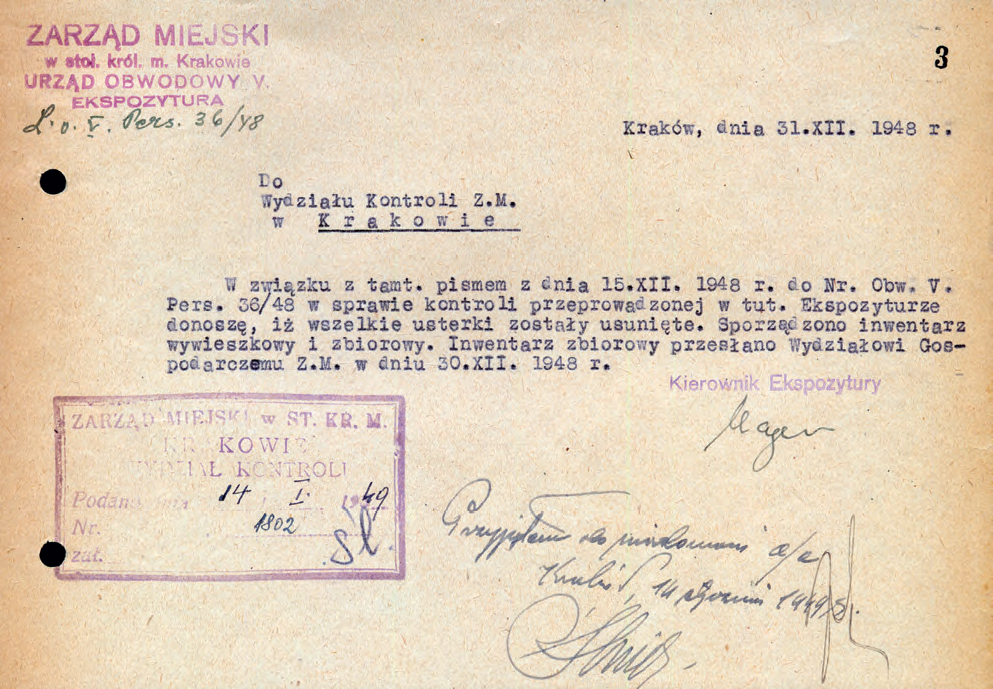 ZARZĄD MIEJSKI
w stoł. król. m. Krakowie
URZĄD OBWODOWY V.
EKSPOZYTURA
L. o. V. Pers. 36/48
3
Kraków, dnia 31.XII. 1948 r.
Do
Wydziału Kontroli Z.M.
w Krakowie
W związku z tamt. pismem z dnia 15.XII. 1948 r. do Nr. Obw. V.
Pers. 36/48 w sprawie kontroli przeprowadzonej w tut. Ekspozyturze
donoszę, iż wszelkie usterki zostały usunięte. Sporządzono inwentarz
wywieszkowy i zbiorowy. Inwentarz zbiorowy przesłano Wydziałowi Gos-
podarczemu Z.M. w dniu 30.XII. 1948 r.
Kierownik Ekspozytury
ZARZĄD MIEJSKI w ST. KR. M.
KRAKOWIE
WYDZIAŁ KONTROLI
Podano dnia 14 I. 1949
Nr. 1802
zał.
Przyjąłem do wiadomości a/a
Kraków, 14 stycznia 1949 r.